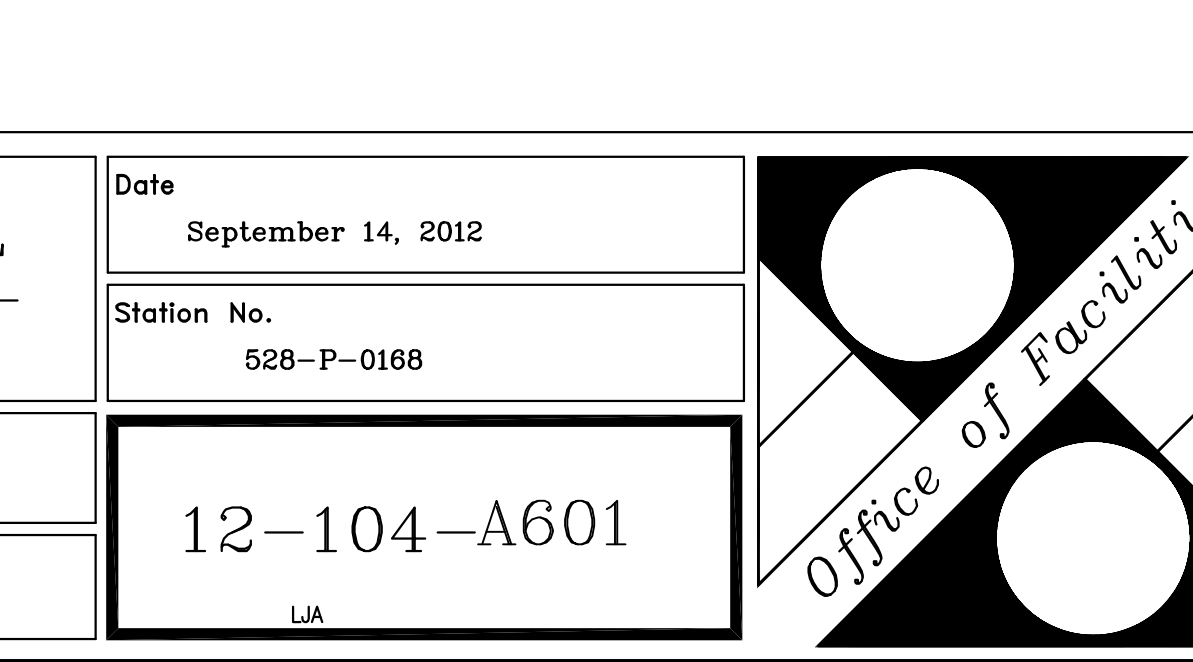 Date
September 14, 2012
Station No.
528-P-0168
12-104-A601
LJA
Office of Faciliti